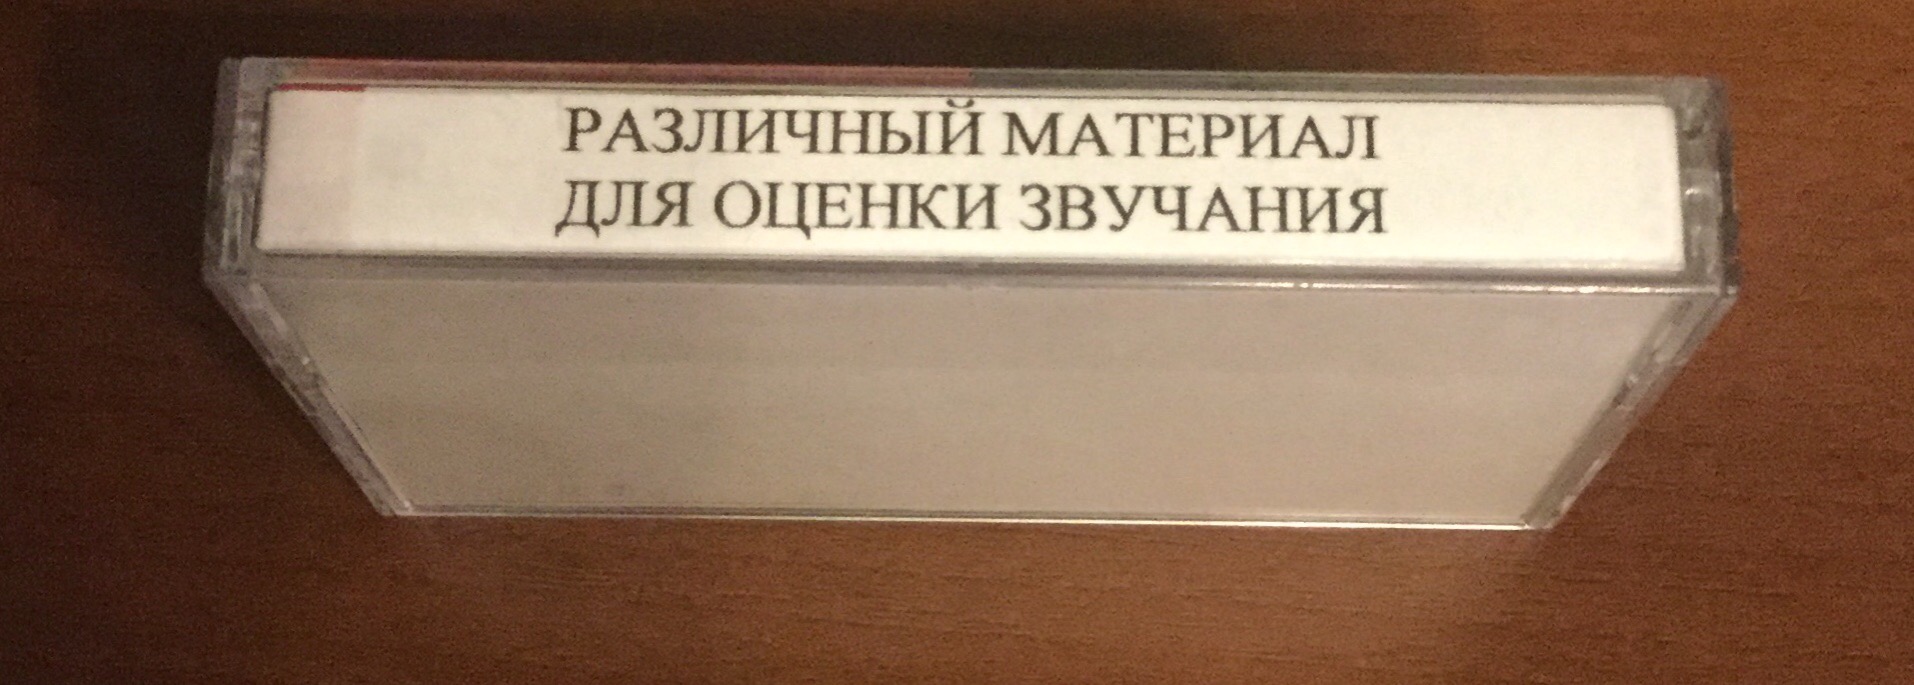 РАЗЛИЧНЫЙ МАТЕРИАЛ
ДЛЯ ОЦЕНКИ ЗВУЧАНИЯ